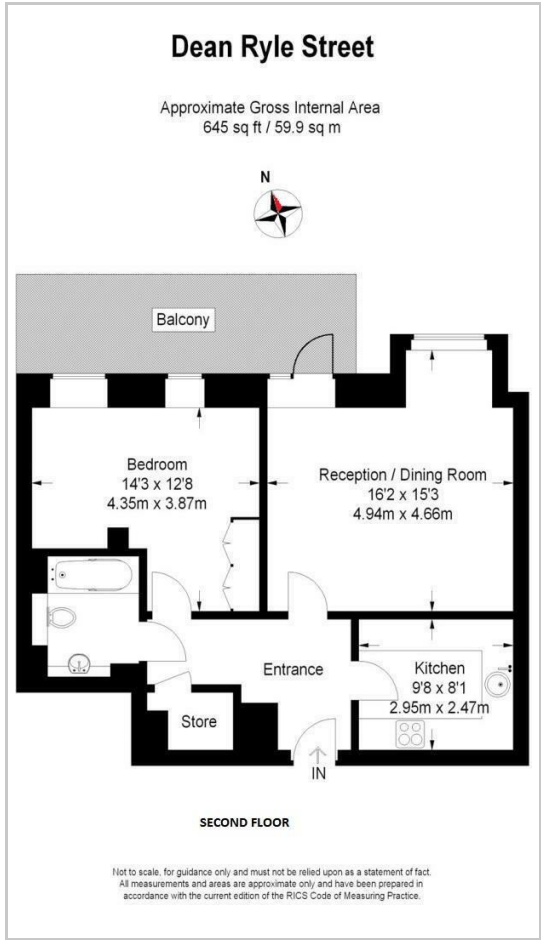 Dean Ryle Street
Approximate Gross Internal Area
645 sq ft / 59.9 sq m
N
Balcony
Bedroom
14'3 x 12'8
4.35m x 3.87m
Reception / Dining Room
16'2 x 15'3
4.94m x 4.66m
Entrance
Kitchen
9'8 x 8'1
2.95m x 2.47m
Store
IN
SECOND FLOOR
Not to scale, for guidance only and must not be relied upon as a statement of fact.
All measurements and areas are approximate only and have been prepared in
accordance with the current edition of the RICS Code of Measuring Practice.